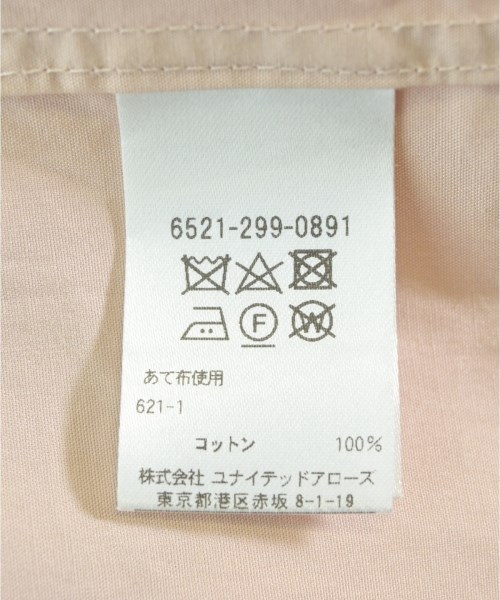 6521-299-0891
F W
あて布使用
621-1
コットン 100%
株式会社 ユナイテッドアローズ
東京都港区赤坂 8-1-19